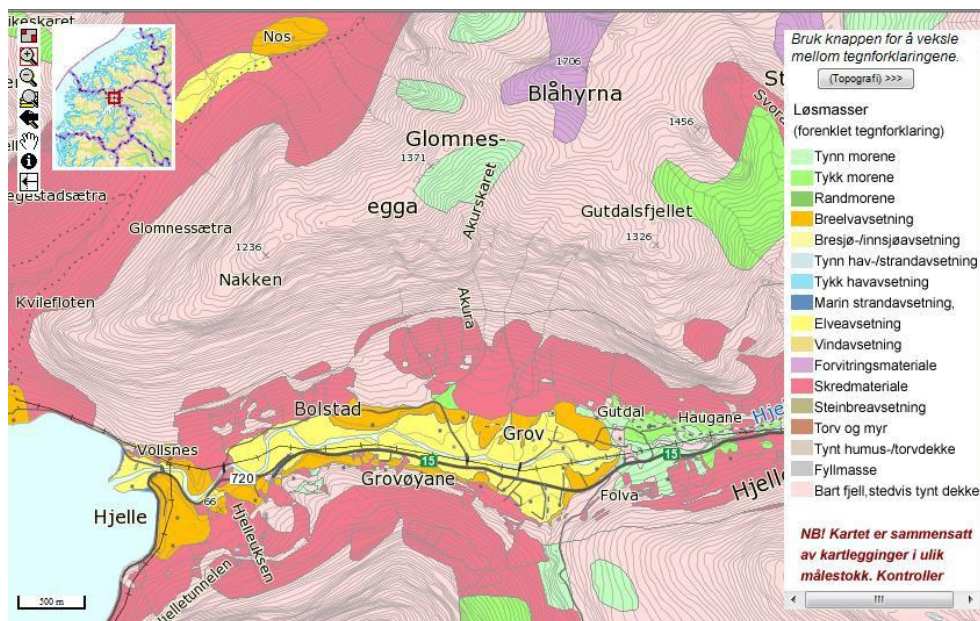 ikeskaret
Nos
1706
Blåhyrna
St
Svora
1456
Glomnes-
1371
egga
Akurskaret
egestadsætra
Glomnessætra
Gutdalsfjellet
1326
1236
Nakken
Kvilefloten
Akura
Bolstad
Gutdal
Haugane
Hje
Grov
Vollsnes
15
15
720
Grovøyane
66
Folva
Hjelle
Hjelle
Hjelleuksen
Hjelletunnelen
500 m
Bruk knappen for å veksle
mellom tegnforklaringene.
(Topografi) >>>
Løsmasser
(forenklet tegnforklaring)
Tynn morene
Tykk morene
Randmorene
Breelvavsetning
Bresjø-/innsjøavsetning
Tynn hav-/strandavsetning
Tykk havavsetning
Marin strandavsetning,
Elveavsetning
Vindavsetning
Forvitringsmateriale
Skredmateriale
Steinbreavsetning
Torv og myr
Tynt humus-/torvdekke
Fyllmasse
Bart fjell,stedvis tynt dekke
NB! Kartet er sammensatt
av kartlegginger i ulik
målestokk. Kontroller